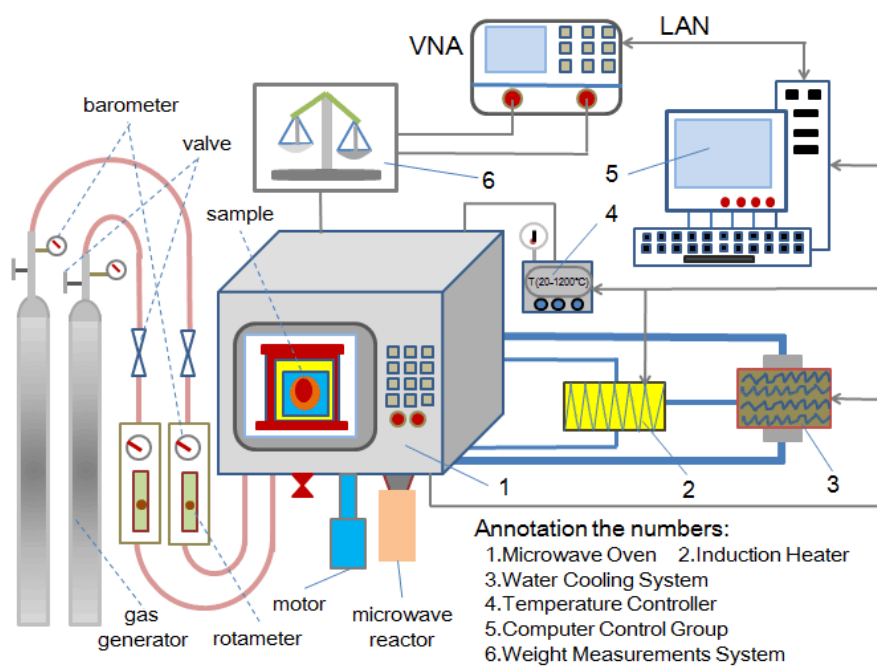 VNA
LAN
barometer
valve
6
5
sample
4
T(20-1200°C)
1
2
3
gas
generator
rotameter
motor
microwave
reactor
Annotation the numbers:
1.Microwave Oven 2.Induction Heater
3.Water Cooling System
4.Temperature Controller
5.Computer Control Group
6.Weight Measurements System